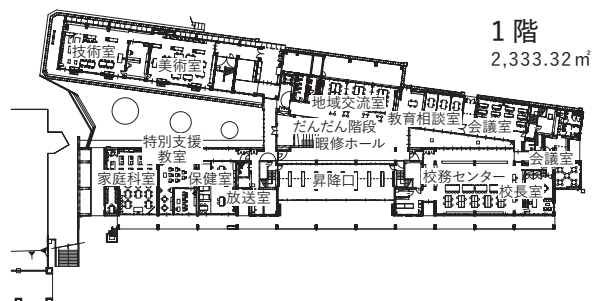 1階
2,333.32㎡
技術室
美術室
地域交流室
教育相談室
会議室
だんだん階段
特別支援
教室
暇修ホール
会議室
家庭科室
保健室
放送室
昇降口
校務センター
校長室